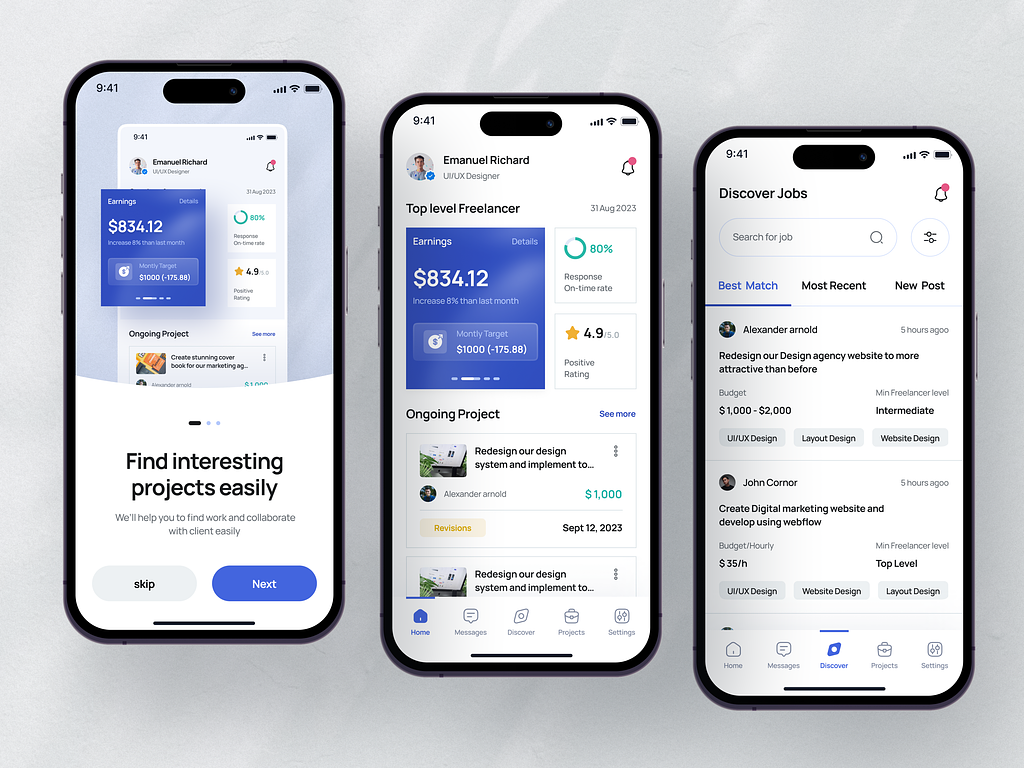 9:41
9:41
Emanuel Richard
UI/UX Designer
31 Aug 2023
Earnings
Details
$834.12
Increase 8% than last month
Montly Target
$1000 (-175.88)
80%
Response
On-time rate
4.9/5.0
Positive
Rating
Ongoing Project
See more
Create stunning cover
book for our marketing ag...
Alexander arnold
$ 1,000
Find interesting
projects easily
We'll help you to find work and collaborate
with client easily
skip
Next
9:41
Emanuel Richard
UI/UX Designer
Top level Freelancer
31 Aug 2023
Earnings
Details
$834.12
Increase 8% than last month
Montly Target
$1000 (-175.88)
80%
Response
On-time rate
4.9/5.0
Positive
Rating
Ongoing Project
See more
Redesign our design
system and implement to...
Alexander arnold
$ 1,000
Revisions
Sept 12, 2023
Redesign our design
system and implement to...
Home
Messages
Discover
Projects
Settings
9:41
Discover Jobs
Search for job
Best Match
Most Recent
New Post
Alexander arnold
5 hours agoo
Redesign our Design agency website to more
attractive than before
Budget
Min Freelancer level
$ 1,000 - $2,000
Intermediate
UI/UX Design
Layout Design
Website Design
John Cornor
5 hours agoo
Create Digital marketing website and
develop using webflow
Budget/Hourly
Min Freelancer level
$ 35/h
Top Level
UI/UX Design
Website Design
Layout Design
Home
Messages
Discover
Projects
Settings